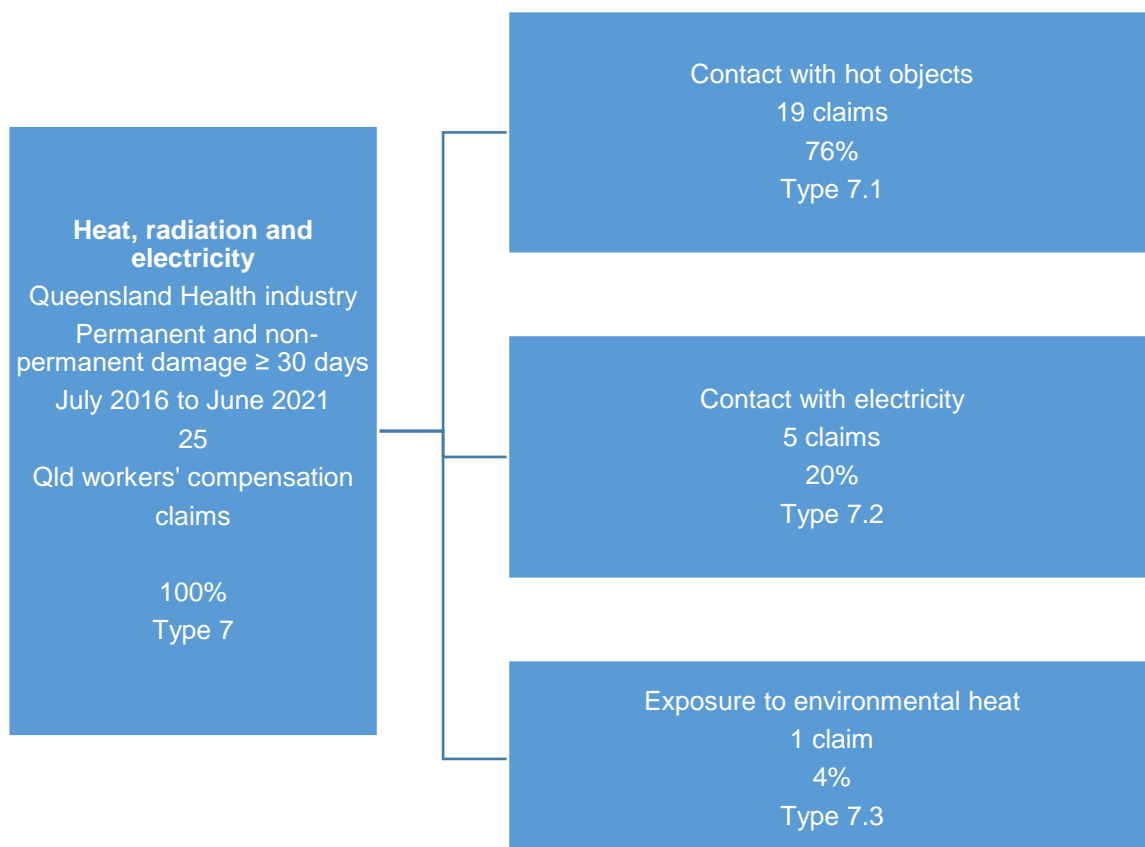 Heat, radiation and
electricity
Queensland Health industry
Permanent and non-
permanent damage ≥ 30 days
July 2016 to June 2021
25
Qld workers' compensation
claims
100%
Type 7
Contact with hot objects
19 claims
76%
Type 7.1
Contact with electricity
5 claims
20%
Type 7.2
Exposure to environmental heat
1 claim
4%
Type 7.3